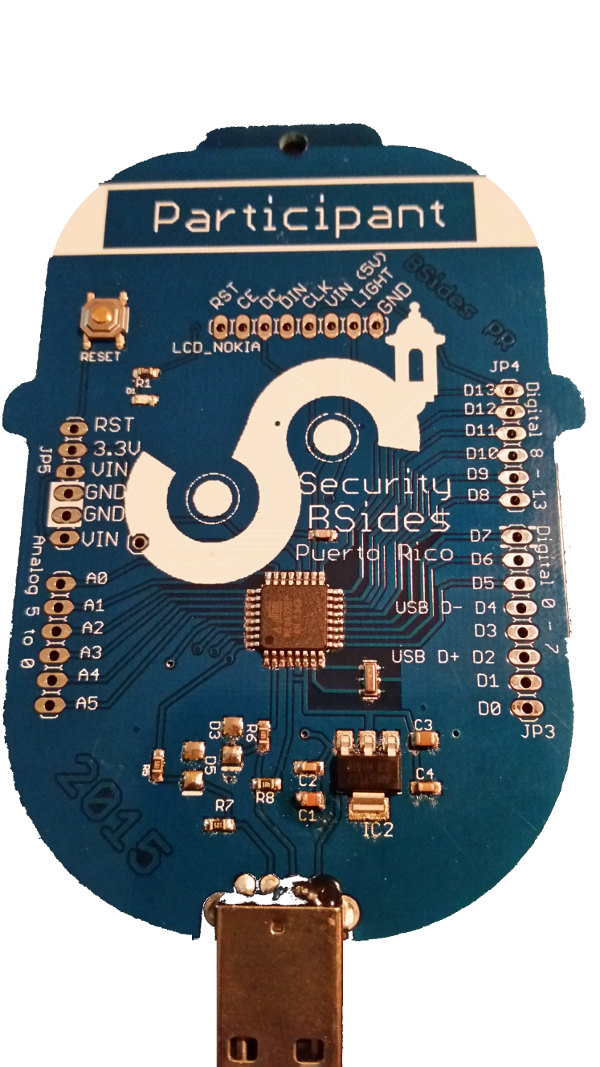 Participant
RST CE DC DIN CLK VIN (5V) LIGHT GND
BSides PR
LCD_NOKIA
RESET
R1
D1
JP4
D13
D12
D11
D10
D9
D8
Digital 8 - 13
JP5
RST
3.3V
VIN
GND
GND
VIN
Security
BSide$
Puerto Rico
Analog 5 to 0
A0
A1
A2
A3
A4
A5
D7
D6
D5
USB D- D4
D3
USB D+ D2
D1
D0
Digital 0 - 7
JP3
D3
R6
D5
R8
C2
C1
C3
C4
R7
IC2
2015